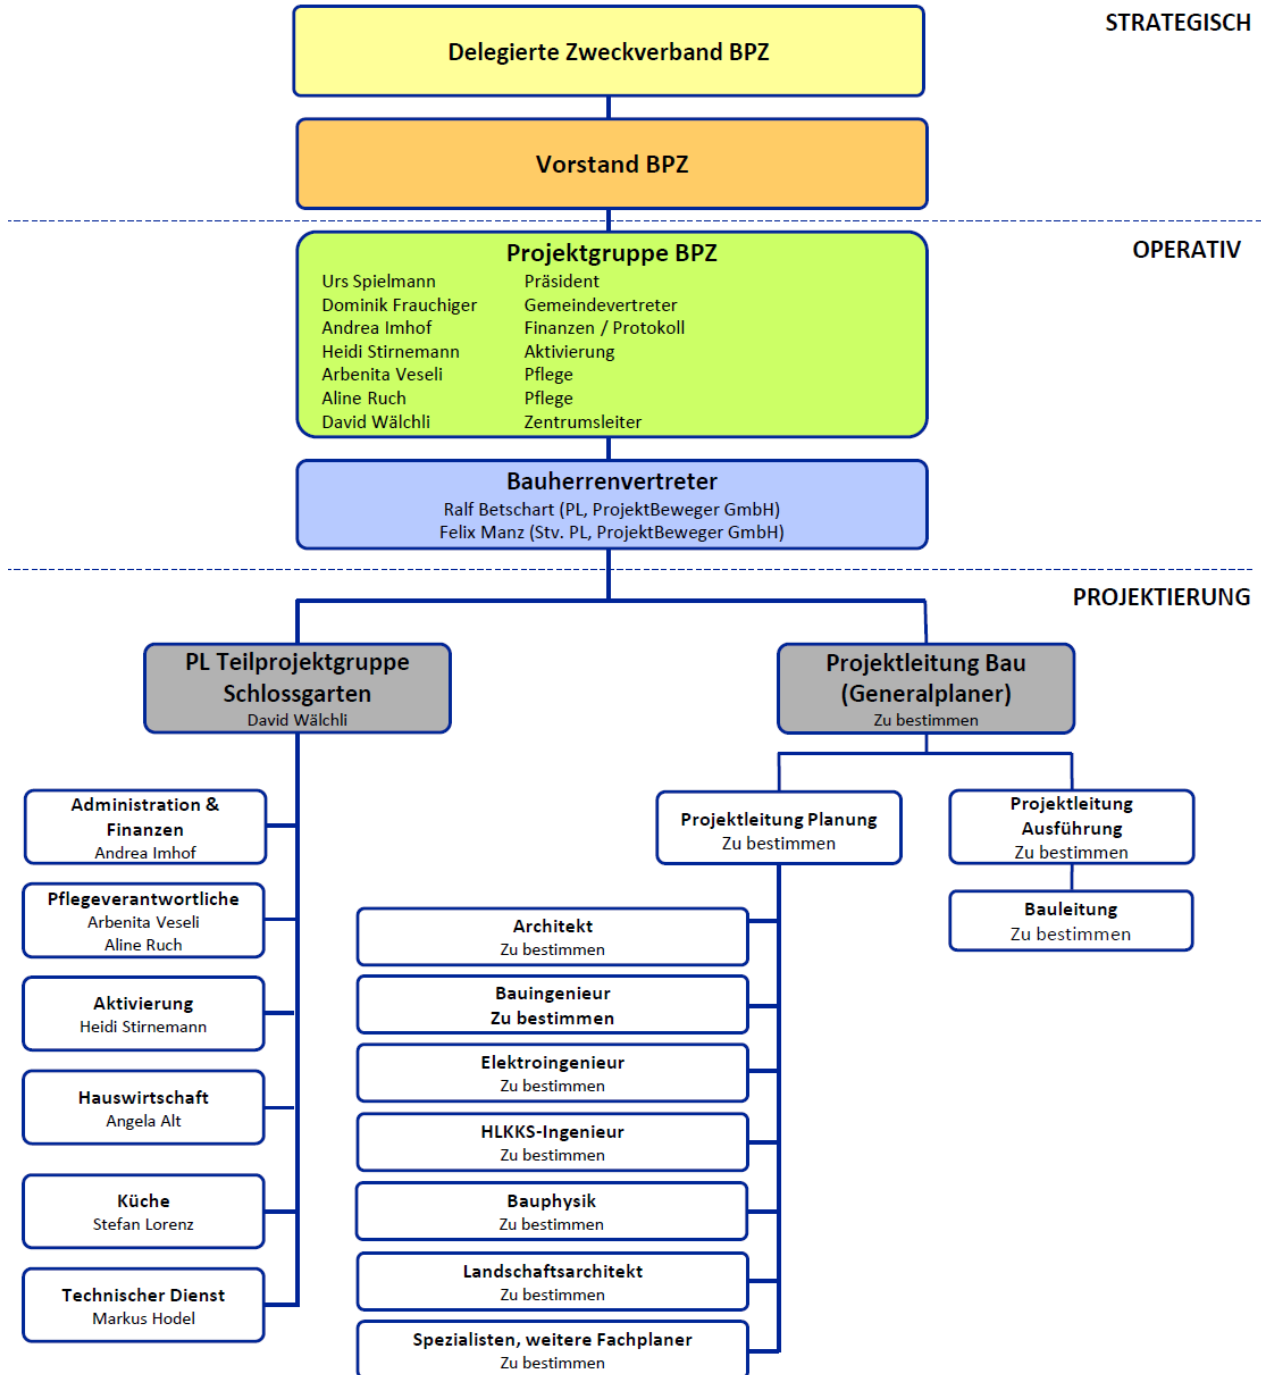 STRATEGISCH
Delegierte Zweckverband BPZ
Vorstand BPZ
OPERATIV
Projektgruppe BPZ
Urs Spielmann Präsident
Dominik Frauchiger Gemeindevertreter
Andrea Imhof Finanzen / Protokoll
Heidi Stirnemann Aktivierung
Arbenita Veseli Pflege
Aline Ruch Pflege
David Wälchli Zentrumsleiter
Bauherrenvertreter
Ralf Betschart (PL, ProjektBeweger GmbH)
Felix Manz (Stv. PL, ProjektBeweger GmbH)
PROJEKTIERUNG
PL Teilprojektgruppe
Schlossgarten
David Wälchli
Administration &
Finanzen
Andrea Imhof
Pflegeverantwortliche
Arbenita Veseli
Aline Ruch
Aktivierung
Heidi Stirnemann
Hauswirtschaft
Angela Alt
Küche
Stefan Lorenz
Technischer Dienst
Markus Hodel
Projektleitung Bau
(Generalplaner)
Zu bestimmen
Projektleitung Planung
Zu bestimmen
Architekt
Zu bestimmen
Bauingenieur
Zu bestimmen
Elektroingenieur
Zu bestimmen
HLKKS-Ingenieur
Zu bestimmen
Bauphysik
Zu bestimmen
Landschaftsarchitekt
Zu bestimmen
Spezialisten, weitere Fachplaner
Zu bestimmen
Projektleitung
Ausführung
Zu bestimmen
Bauleitung
Zu bestimmen